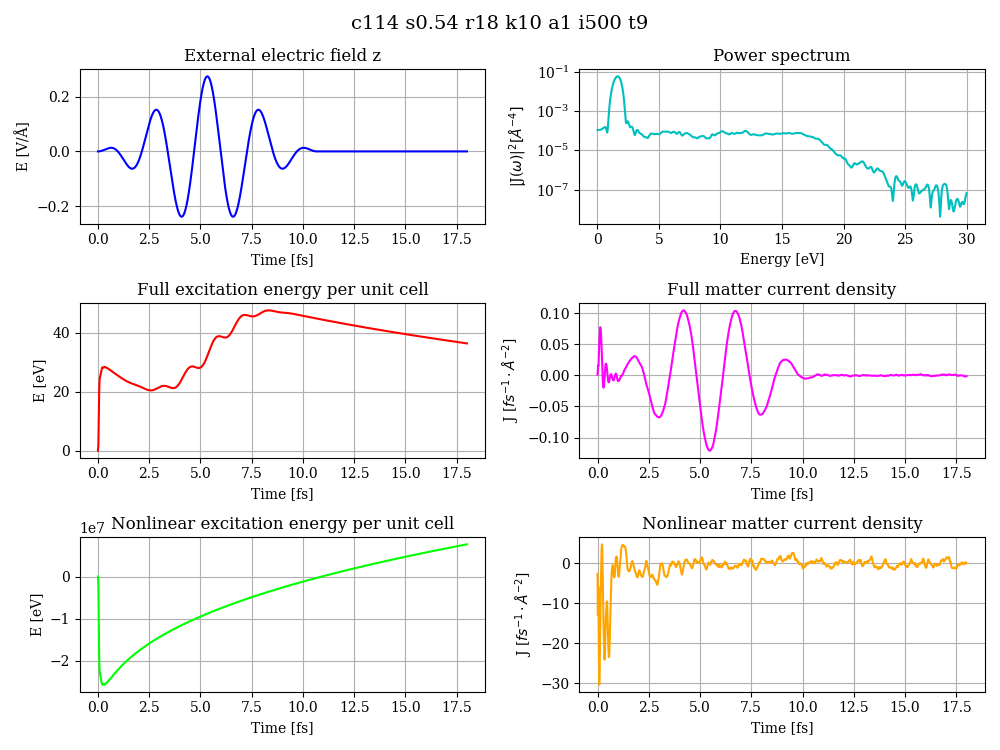 c114 s0.54 r18 k10 a1 i500 t9
External electric field z
E [V/Å]
0.2
0.0
−0.2
0.0 2.5 5.0 7.5 10.0 12.5 15.0 17.5
Time [fs]
Power spectrum
|J(ω)|²[Å⁻⁴]
10⁻¹
10⁻³
10⁻⁵
10⁻⁷
0 5 10 15 20 25 30
Energy [eV]
Full excitation energy per unit cell
E [eV]
40
20
0
0.0 2.5 5.0 7.5 10.0 12.5 15.0 17.5
Time [fs]
Full matter current density
J [fs⁻¹ · Å⁻²]
0.10
0.05
0.00
−0.05
−0.10
0.0 2.5 5.0 7.5 10.0 12.5 15.0 17.5
Time [fs]
Nonlinear excitation energy per unit cell
1e7
E [eV]
0
−1
−2
0.0 2.5 5.0 7.5 10.0 12.5 15.0 17.5
Time [fs]
Nonlinear matter current density
J [fs⁻¹ · Å⁻²]
0
−10
−20
−30
0.0 2.5 5.0 7.5 10.0 12.5 15.0 17.5
Time [fs]